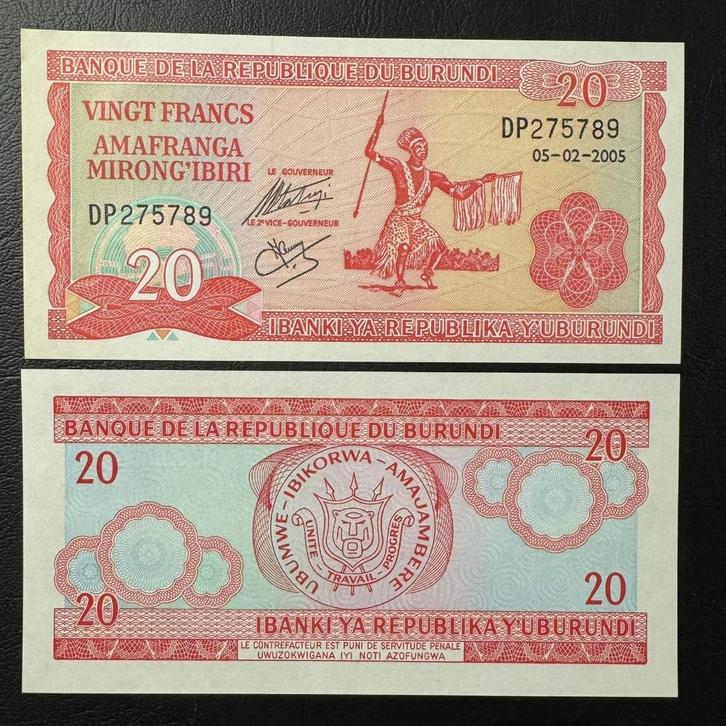 BANQUE DE LA REPUBLIQUE DU BURUNDI
20
VINGT FRANCS
AMAFRANGA
MIRONG'IBIRI
DP275789
05-02-2005
LE GOUVERNEUR
DP275789
LE 2e VICE-GOUVERNEUR
20
IBANKI YA REPUBLIKA Y'UBURUNDI
BANQUE DE LA REPUBLIQUE DU BURUNDI
20
20
UBUMWE - IBIKORWA - AMAJAMBERE
UNITE - TRAVAIL - PROGRES
20
20
IBANKI YA REPUBLIKA Y'UBURUNDI
LE CONTREFACTEUR EST PUNI DE SERVITUDE PENALE
UWUZOKWIGANA IYI NOTI AZOFUNGWA